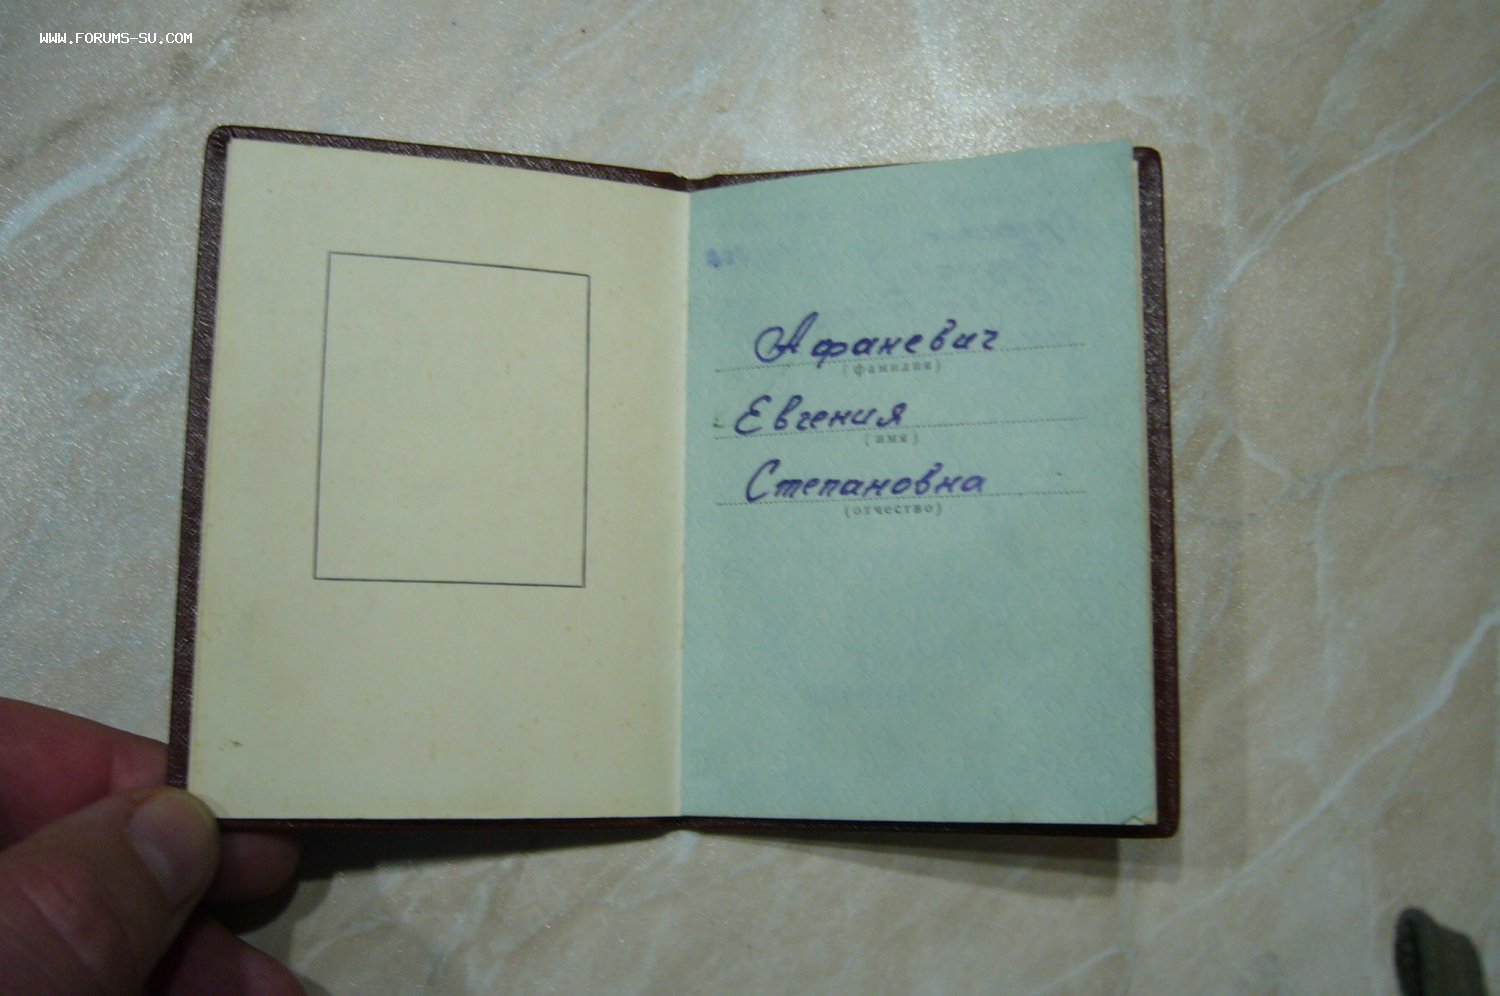 WWW.FORUMS-SU.COM
Афаневич
(фамилия)
Евгения
(имя)
Степановна
(отчество)